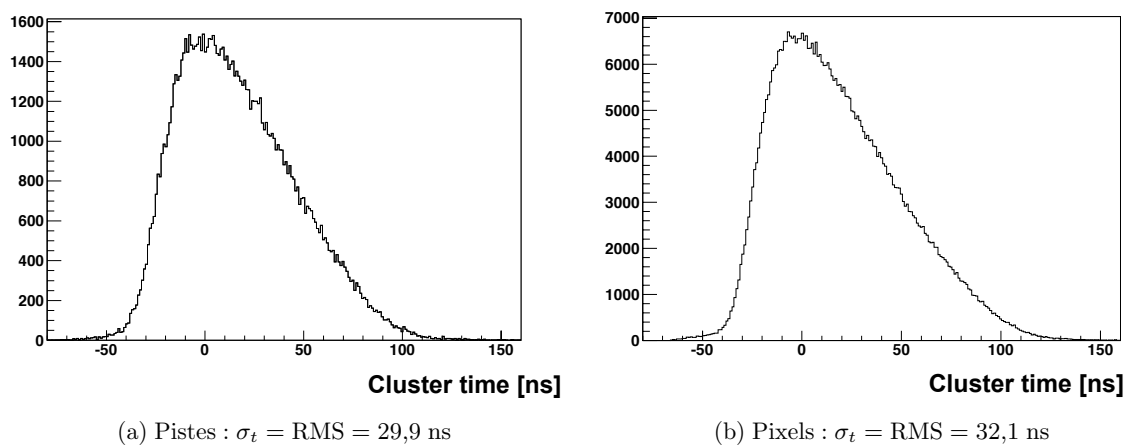 1600
1400
1200
1000
800
600
400
200
0
-50 0 50 100 150
Cluster time [ns]
(a) Pistes : σt = RMS = 29,9 ns
7000
6000
5000
4000
3000
2000
1000
0
-50 0 50 100 150
Cluster time [ns]
(b) Pixels : σt = RMS = 32,1 ns